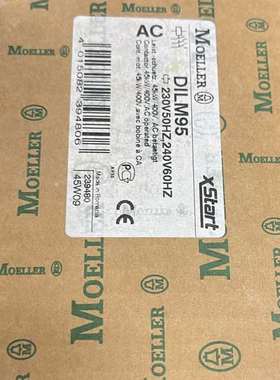 MOELLER
DILM95
AC
230V50HZ, 240V60HZ
Contactor, 45kW/400V, AC operated
Cont. mot. 45kW/400V, avec bobine à CA
xStart
4 015082 394806
239480
45W09
CE
MOELLER
MOELLER
MOELLER
MOELLER
MOELLER